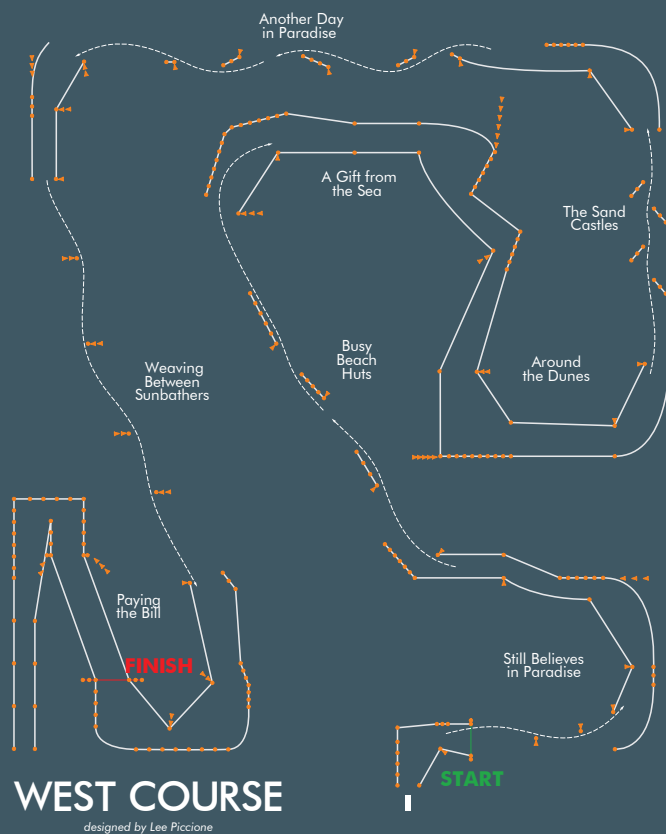 Another Day
in Paradise
A Gift from
the Sea
The Sand
Castles
Busy
Beach
Huts
Around
the Dunes
Weaving
Between
Sunbathers
Paying
the Bill
FINISH
Still Believes
in Paradise
START
WEST COURSE
designed by Lee Piccione